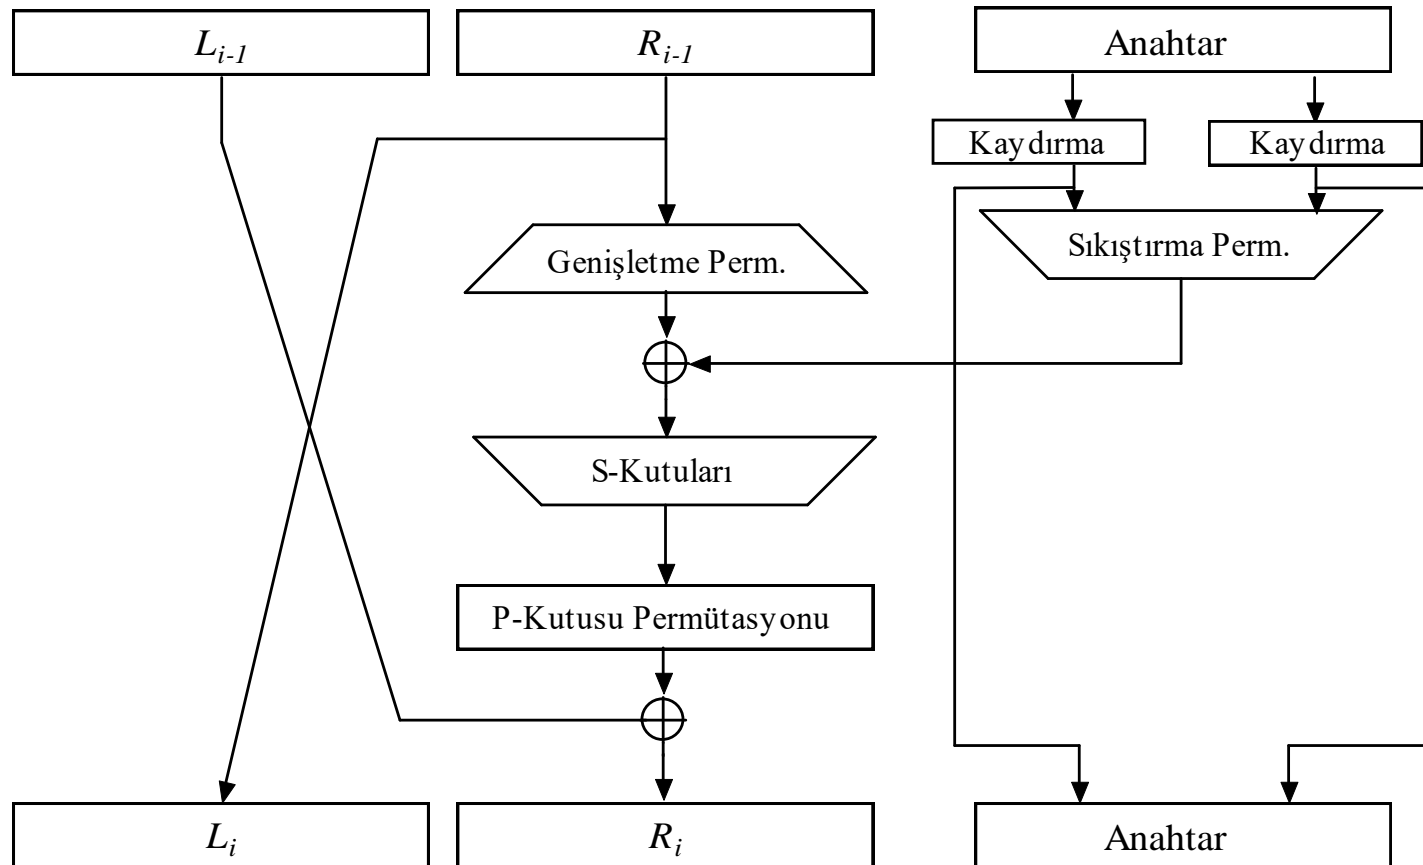 L_{i-1}
R_{i-1}
Anahtar
Kaydırma
Kaydırma
Genişletme Perm.
Sıkıştırma Perm.
S-Kutuları
P-Kutusu Permütasyonu
L_i
R_i
Anahtar